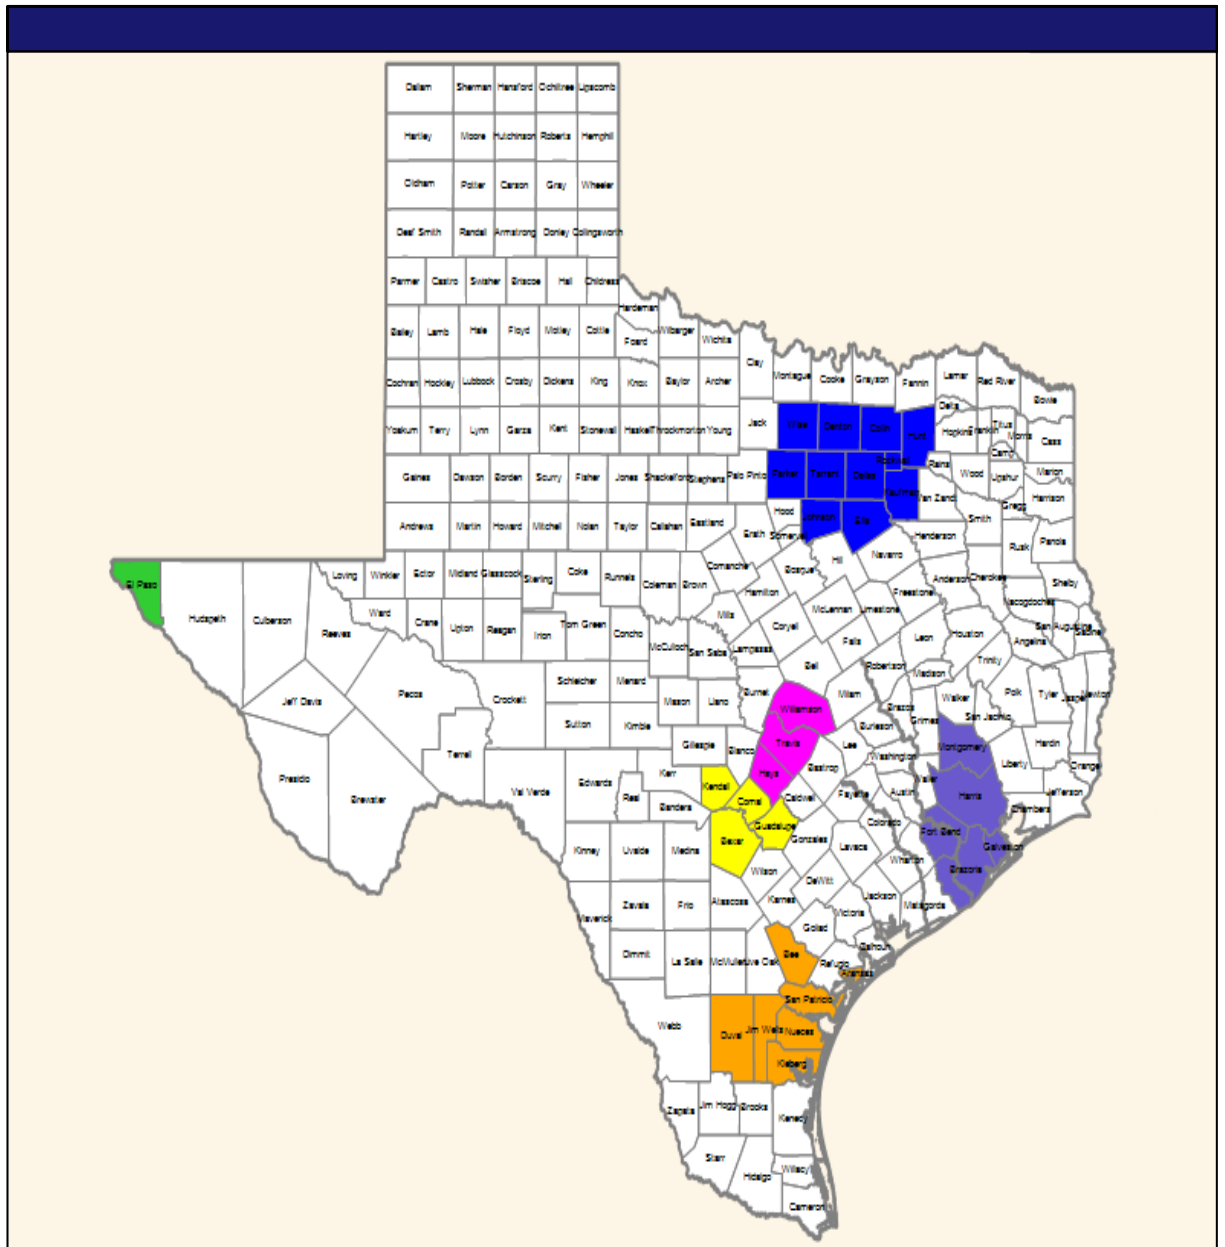 Dallam Sherman Hansford Ochiltree Lipscomb
Hartley Moore Hutchinson Roberts Hemphill
Oldham Potter Carson Gray Wheeler
Deaf Smith Randall Armstrong Donley Collingsworth
Parmer Castro Swisher Briscoe Hall Childress
Hardeman
Bailey Lamb Hale Floyd Motley Cottle Foard Wilbarger Wichita
Clay Montague Cooke Grayson Fannin Lamar Red River Bowie
Cochran Hockley Lubbock Crosby Dickens King Knox Baylor Archer
Yoakum Terry Lynn Garza Kent Stonewall Haskell Throckmorton Young Jack Wise Denton Collin Hunt Delta Hopkins Franklin Titus Morris Cass
Camp
Gaines Dawson Borden Scurry Fisher Jones Shackelford Stephens Palo Pinto Parker Tarrant Dallas Rockwall Kaufman Rains Wood Upshur Marion
Van Zandt Gregg Harrison
Andrews Martin Howard Mitchell Nolan Taylor Callahan Eastland Erath Hood Somervell Johnson Ellis Henderson Smith Rusk Panola
El Paso Hudspeth Culberson Reeves Loving Winkler Ector Midland Glasscock Sterling Coke Runnels Coleman Brown Comanche Bosque Hill Navarro Anderson Cherokee Shelby
Hamilton McLennan Limestone Freestone Nacogdoches
Ward Crane Upton Reagan Irion Tom Green Concho McCulloch San Saba Mills Lampasas Coryell Falls Leon Houston Angelina San Augustine Sabine
Bell Robertson Madison Trinity
Jeff Davis Pecos Crockett Schleicher Menard Mason Llano Burnet Williamson Milam Brazos Grimes Walker San Jacinto Polk Tyler Jasper Newton
Sutton Kimble Gillespie Blanco Travis Lee Burleson Washington Montgomery Liberty Hardin Orange
Presidio Brewster Terrell Val Verde Edwards Kerr Real Bandera Kendall Hays Comal Bastrop Caldwell Fayette Austin Waller Harris Chambers Jefferson
Guadalupe Colorado Fort Bend Galveston
Kinney Uvalde Medina Bexar Wilson Gonzales Lavaca Wharton Brazoria
DeWitt
Maverick Zavala Frio Atascosa Karnes Goliad Victoria Jackson Matagorda
Dimmit La Salle McMullen Live Oak Bee Refugio Calhoun Aransas
San Patricio
Webb Duval Jim Wells Nueces
Kleberg
Zapata Jim Hogg Brooks Kenedy
Starr Hidalgo Willacy
Cameron